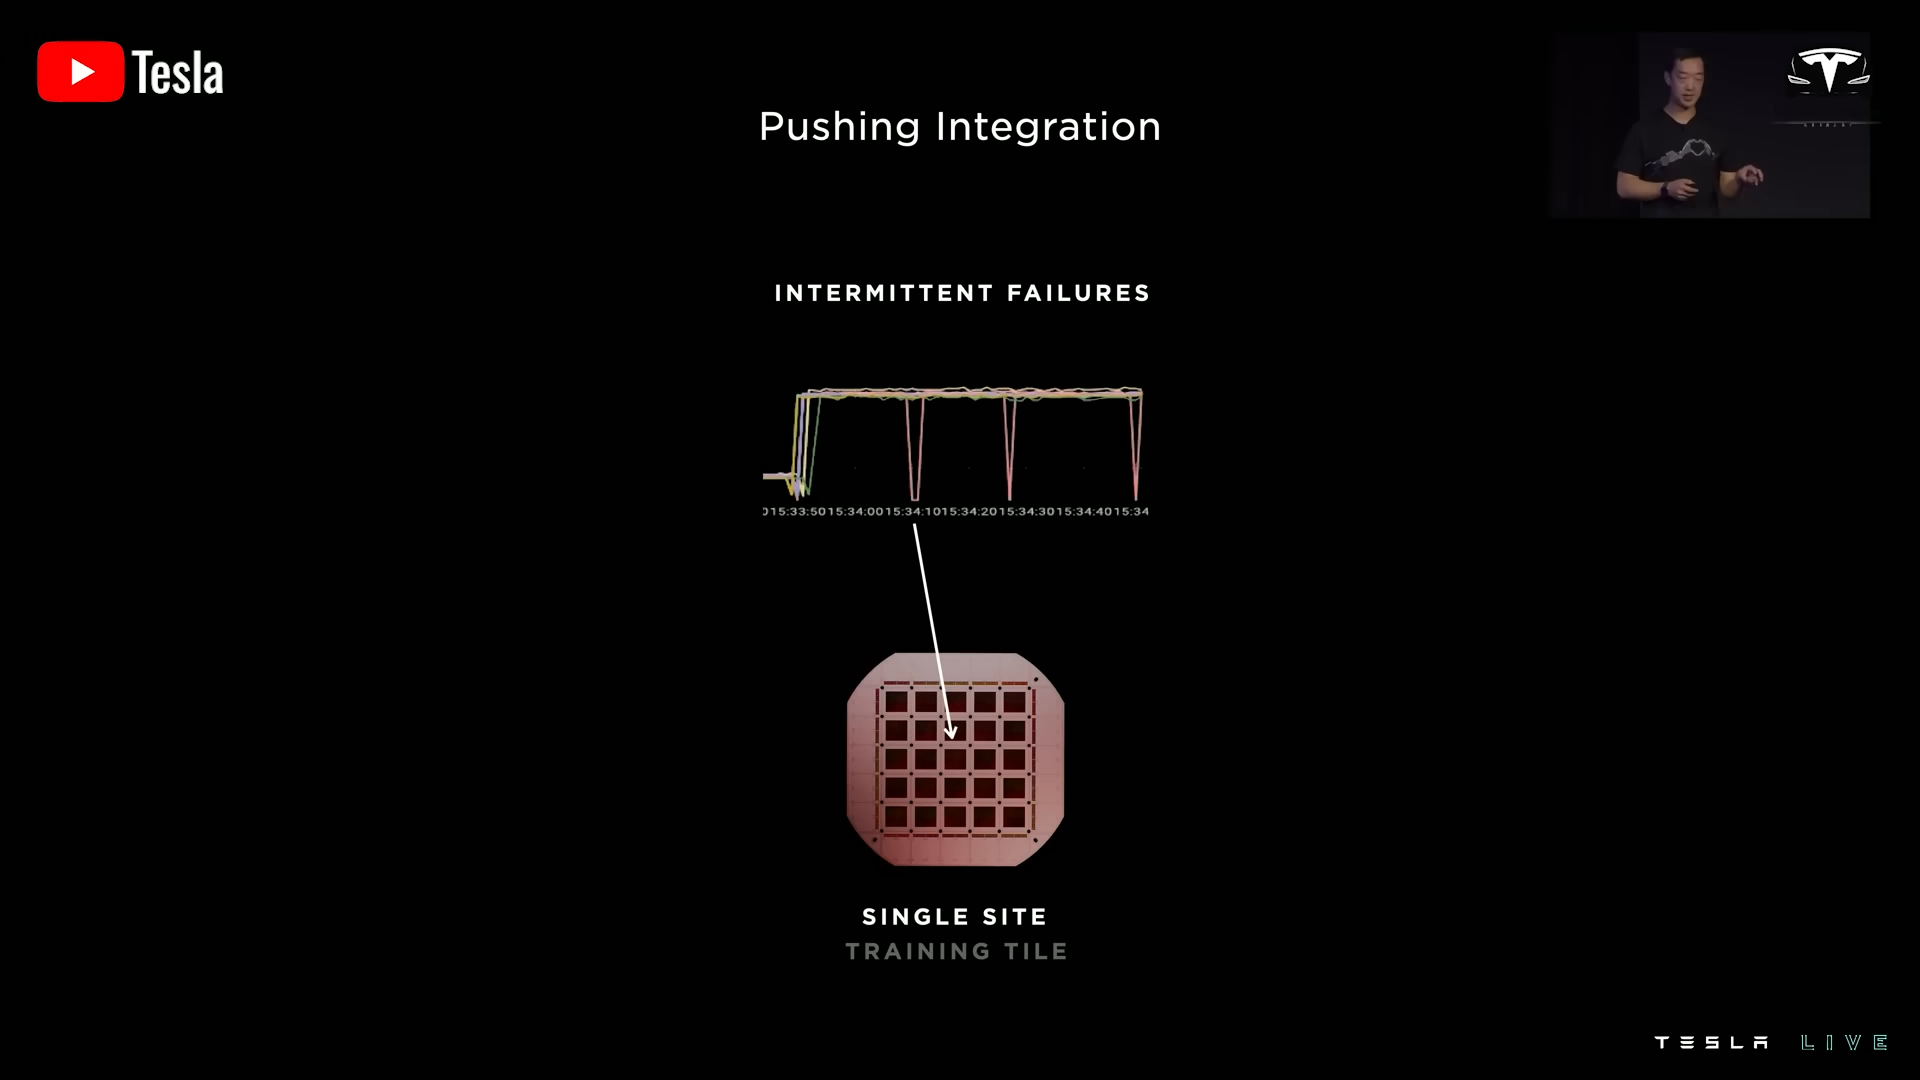 Tesla
Pushing Integration
INTERMITTENT FAILURES
15:33:50 15:34:00 15:34:10 15:34:20 15:34:30 15:34:40 15:34
SINGLE SITE
TRAINING TILE
TESLA LIVE